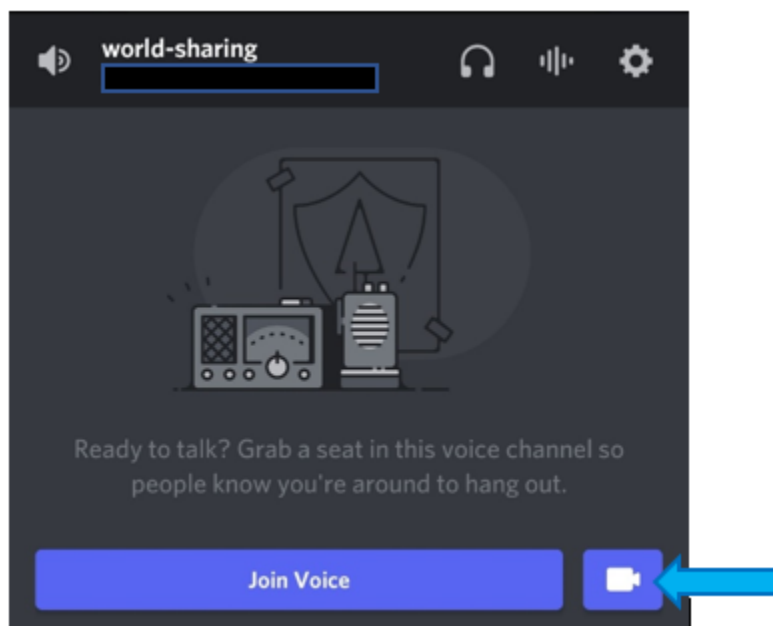 world-sharing
Ready to talk? Grab a seat in this voice channel so
people know you're around to hang out.
Join Voice